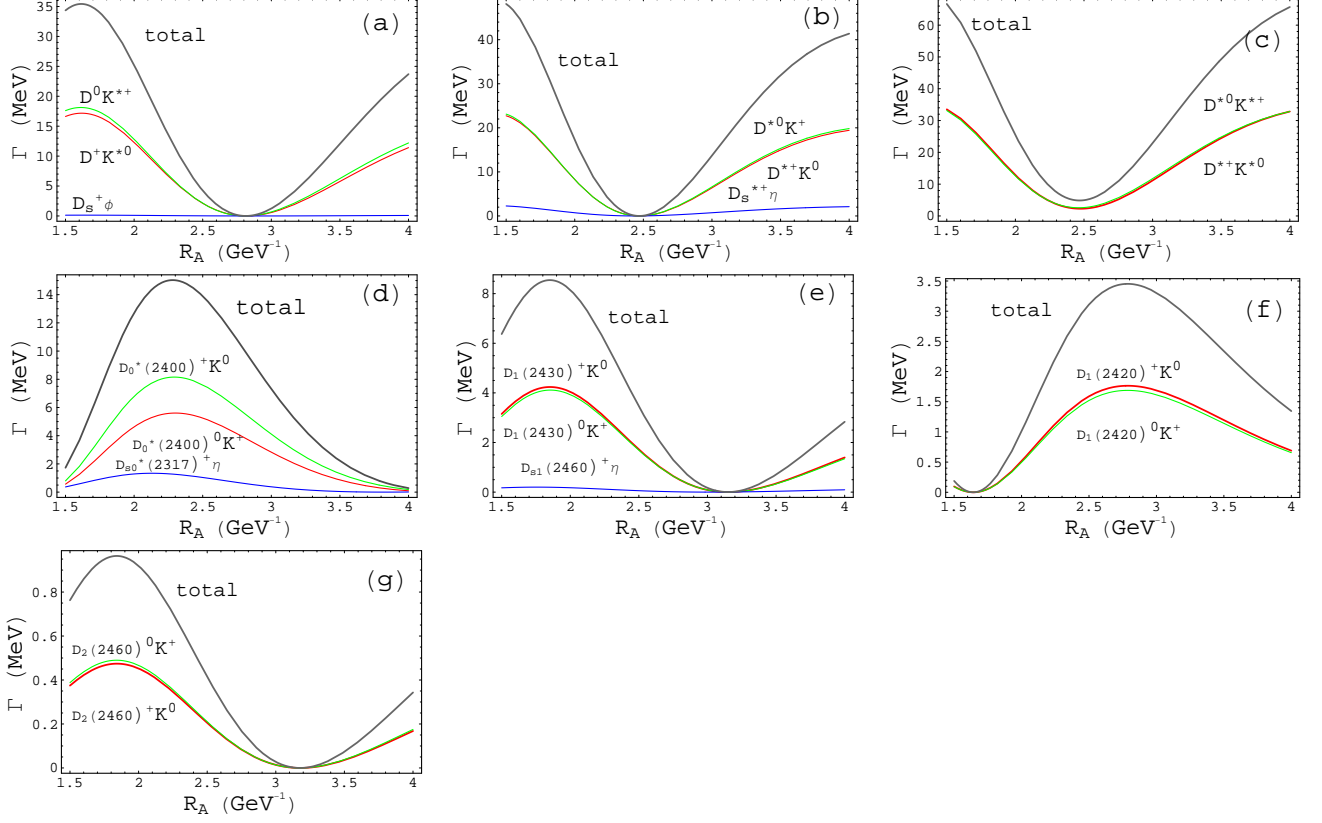 (a)
total
D⁰K*⁺
D⁺K*⁰
Dₛ⁺ϕ
Γ (MeV)
35
30
25
20
15
10
5
0
1.5 2 2.5 3 3.5 4
R_A (GeV⁻¹)
(b)
total
D*⁰K⁺
D*⁺K⁰
Dₛ*⁺η
Γ (MeV)
40
30
20
10
0
1.5 2 2.5 3 3.5 4
R_A (GeV⁻¹)
total
(c)
D*⁰K*⁺
D*⁺K*⁰
Γ (MeV)
60
50
40
30
20
10
0
1.5 2 2.5 3 3.5 4
R_A (GeV⁻¹)
(d)
total
D₀*(2400)⁺K⁰
D₀*(2400)⁰K⁺
Dₛ₀*(2317)⁺η
Γ (MeV)
14
12
10
8
6
4
2
0
1.5 2 2.5 3 3.5 4
R_A (GeV⁻¹)
(e)
total
D₁(2430)⁺K⁰
D₁(2430)⁰K⁺
Dₛ₁(2460)⁺η
Γ (MeV)
8
6
4
2
0
1.5 2 2.5 3 3.5 4
R_A (GeV⁻¹)
total
(f)
D₁(2420)⁺K⁰
D₁(2420)⁰K⁺
Γ (MeV)
3.5
3
2.5
2
1.5
1
0.5
0
1.5 2 2.5 3 3.5 4
R_A (GeV⁻¹)
(g)
total
D₂(2460)⁰K⁺
D₂(2460)⁺K⁰
Γ (MeV)
0.8
0.6
0.4
0.2
0
1.5 2 2.5 3 3.5 4
R_A (GeV⁻¹)